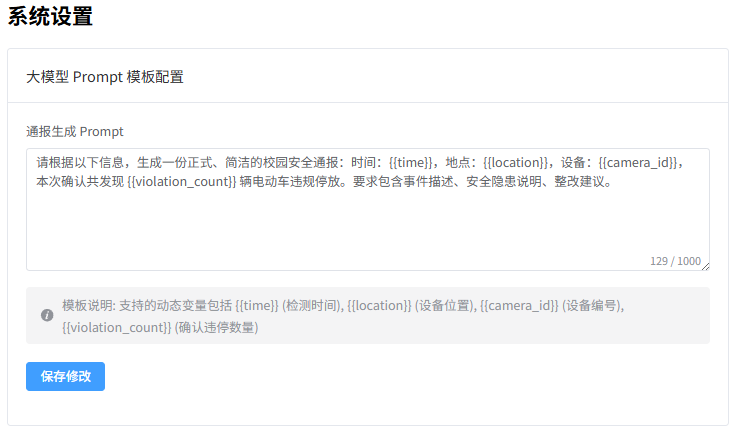 系统设置
大模型 Prompt 模板配置
通报生成 Prompt
请根据以下信息，生成一份正式、简洁的校园安全通报：时间：{{time}}，地点：{{location}}，设备：{{camera_id}}，
本次确认共发现 {{violation_count}} 辆电动车违规停放。要求包含事件描述、安全隐患说明、整改建议。
129 / 1000
模板说明: 支持的动态变量包括 {{time}} (检测时间), {{location}} (设备位置), {{camera_id}} (设备编号),
{{violation_count}} (确认违停数量)
保存修改